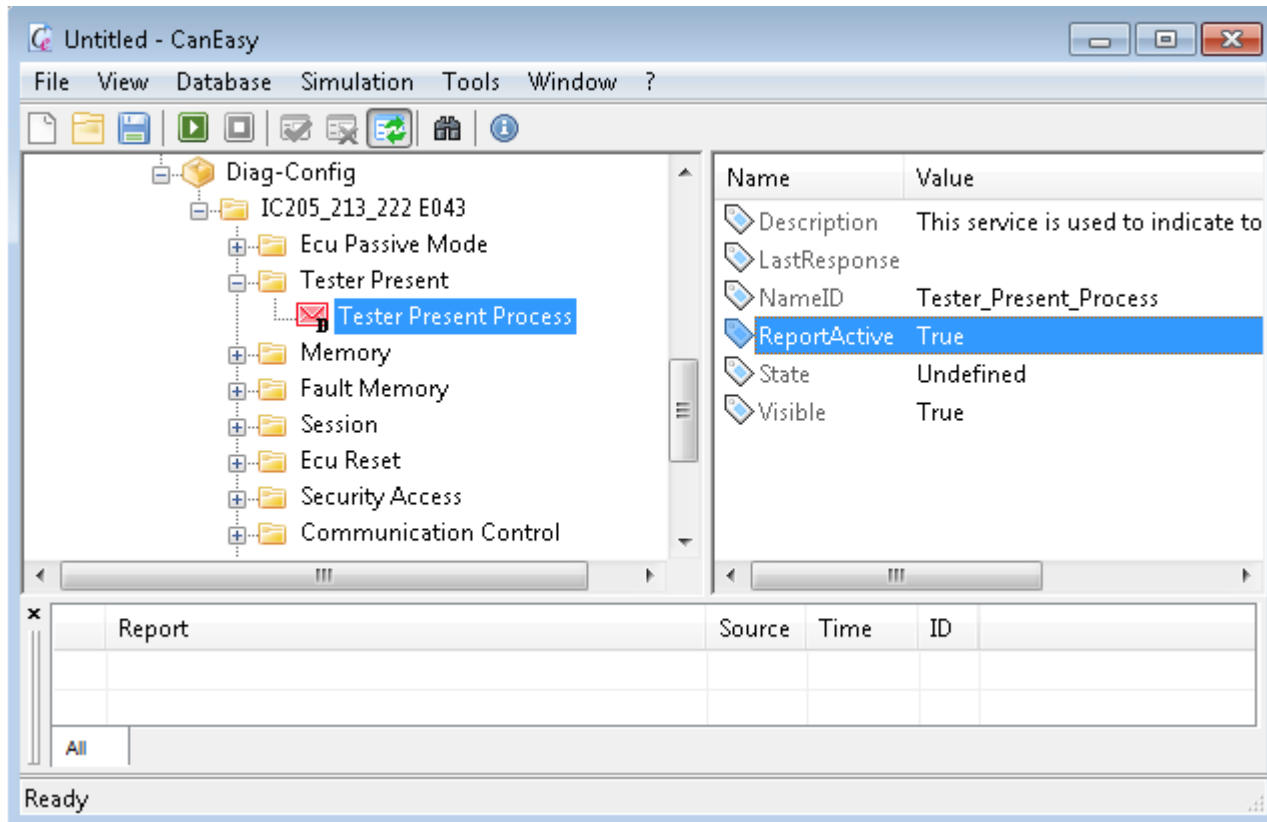 Untitled - CanEasy
File View Database Simulation Tools Window ?
Diag-Config
IC205_213_222 E043
Ecu Passive Mode
Tester Present
Tester Present Process
Memory
Fault Memory
Session
Ecu Reset
Security Access
Communication Control
Name Value
Description This service is used to indicate to
LastResponse
NameID Tester_Present_Process
ReportActive True
State Undefined
Visible True
Report Source Time ID
All
Ready